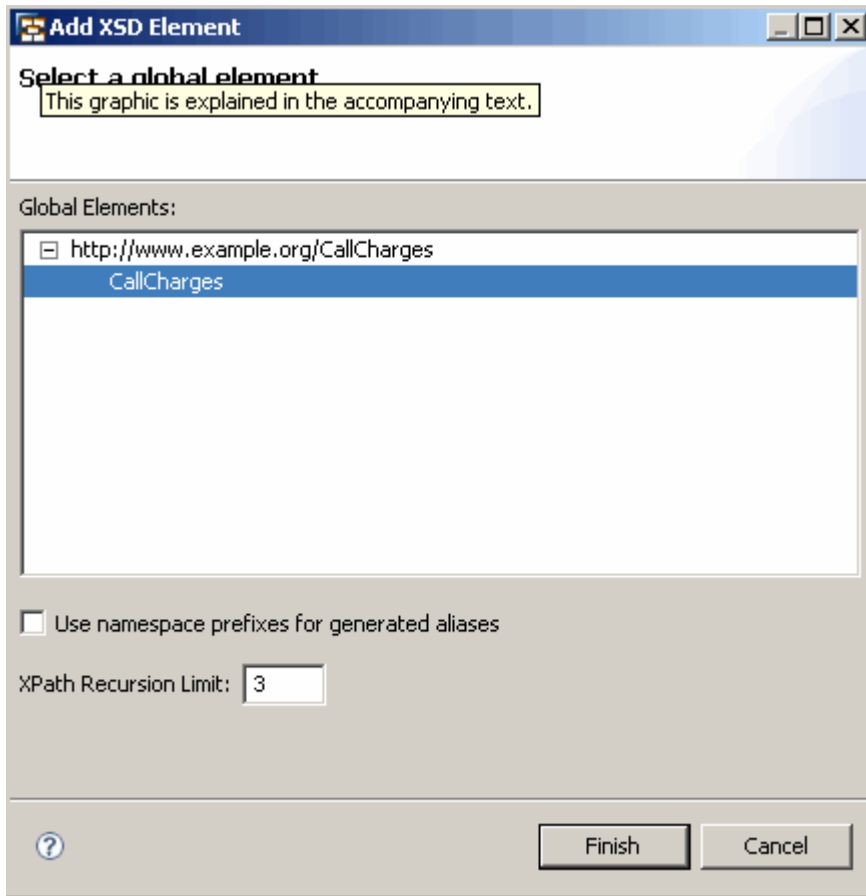 Add XSD Element
Select a global element
This graphic is explained in the accompanying text.
Global Elements:
http://www.example.org/CallCharges
CallCharges
Use namespace prefixes for generated aliases
XPath Recursion Limit: 3
Finish Cancel